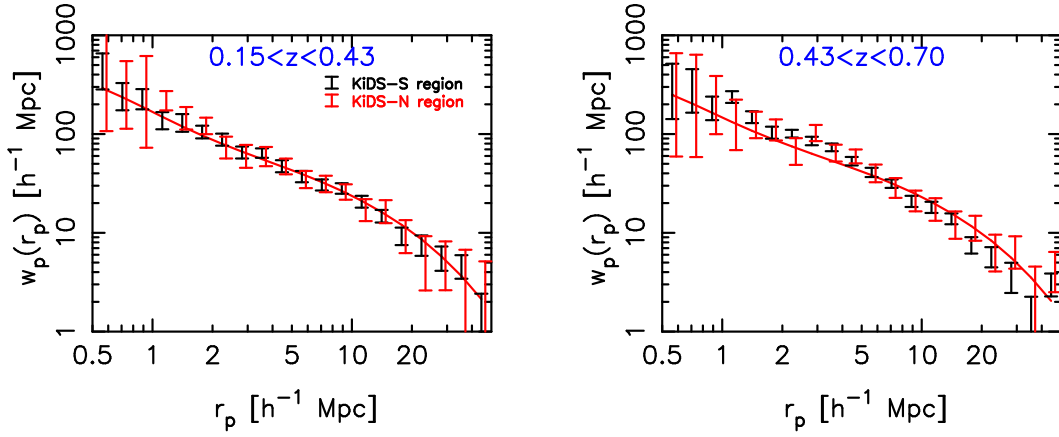 0.15<z<0.43
KiDS-S region
KiDS-N region
1000
100
10
1
w_p(r_p) [h^-1 Mpc]
0.5 1 2 5 10 20
r_p [h^-1 Mpc]
0.43<z<0.70
1000
100
10
1
w_p(r_p) [h^-1 Mpc]
0.5 1 2 5 10 20
r_p [h^-1 Mpc]